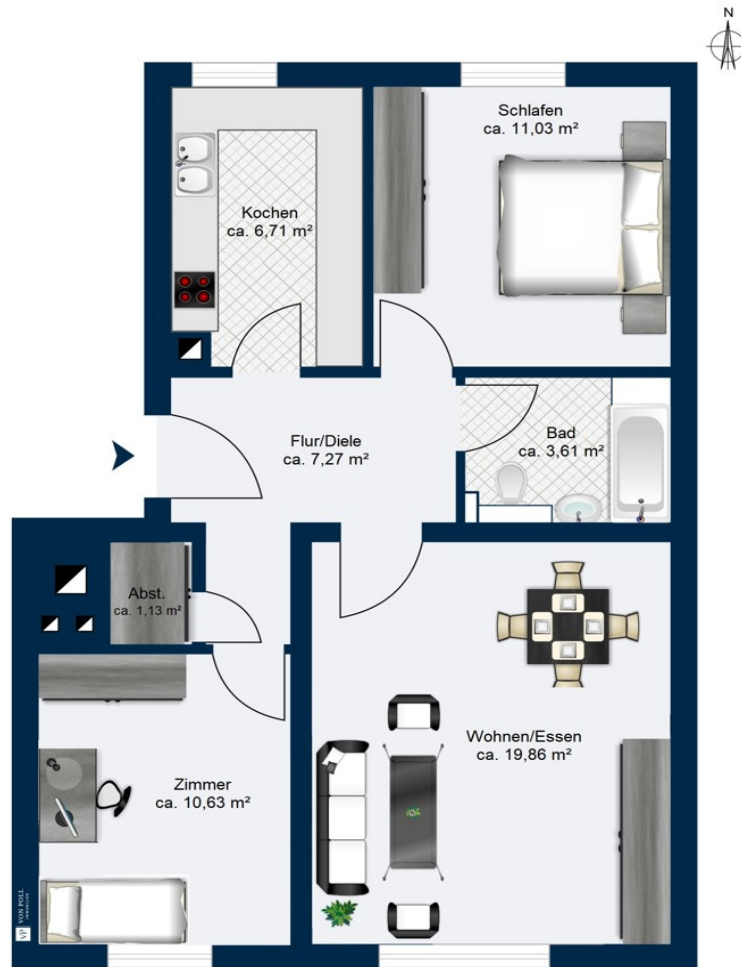 N
Schlafen
ca. 11,03 m²
Kochen
ca. 6,71 m²
Flur/Diele
ca. 7,27 m²
Bad
ca. 3,61 m²
Abst.
ca. 1,13 m²
Wohnen/Essen
ca. 19,86 m²
Zimmer
ca. 10,63 m²
VP VON POLL
IMMOBILIEN